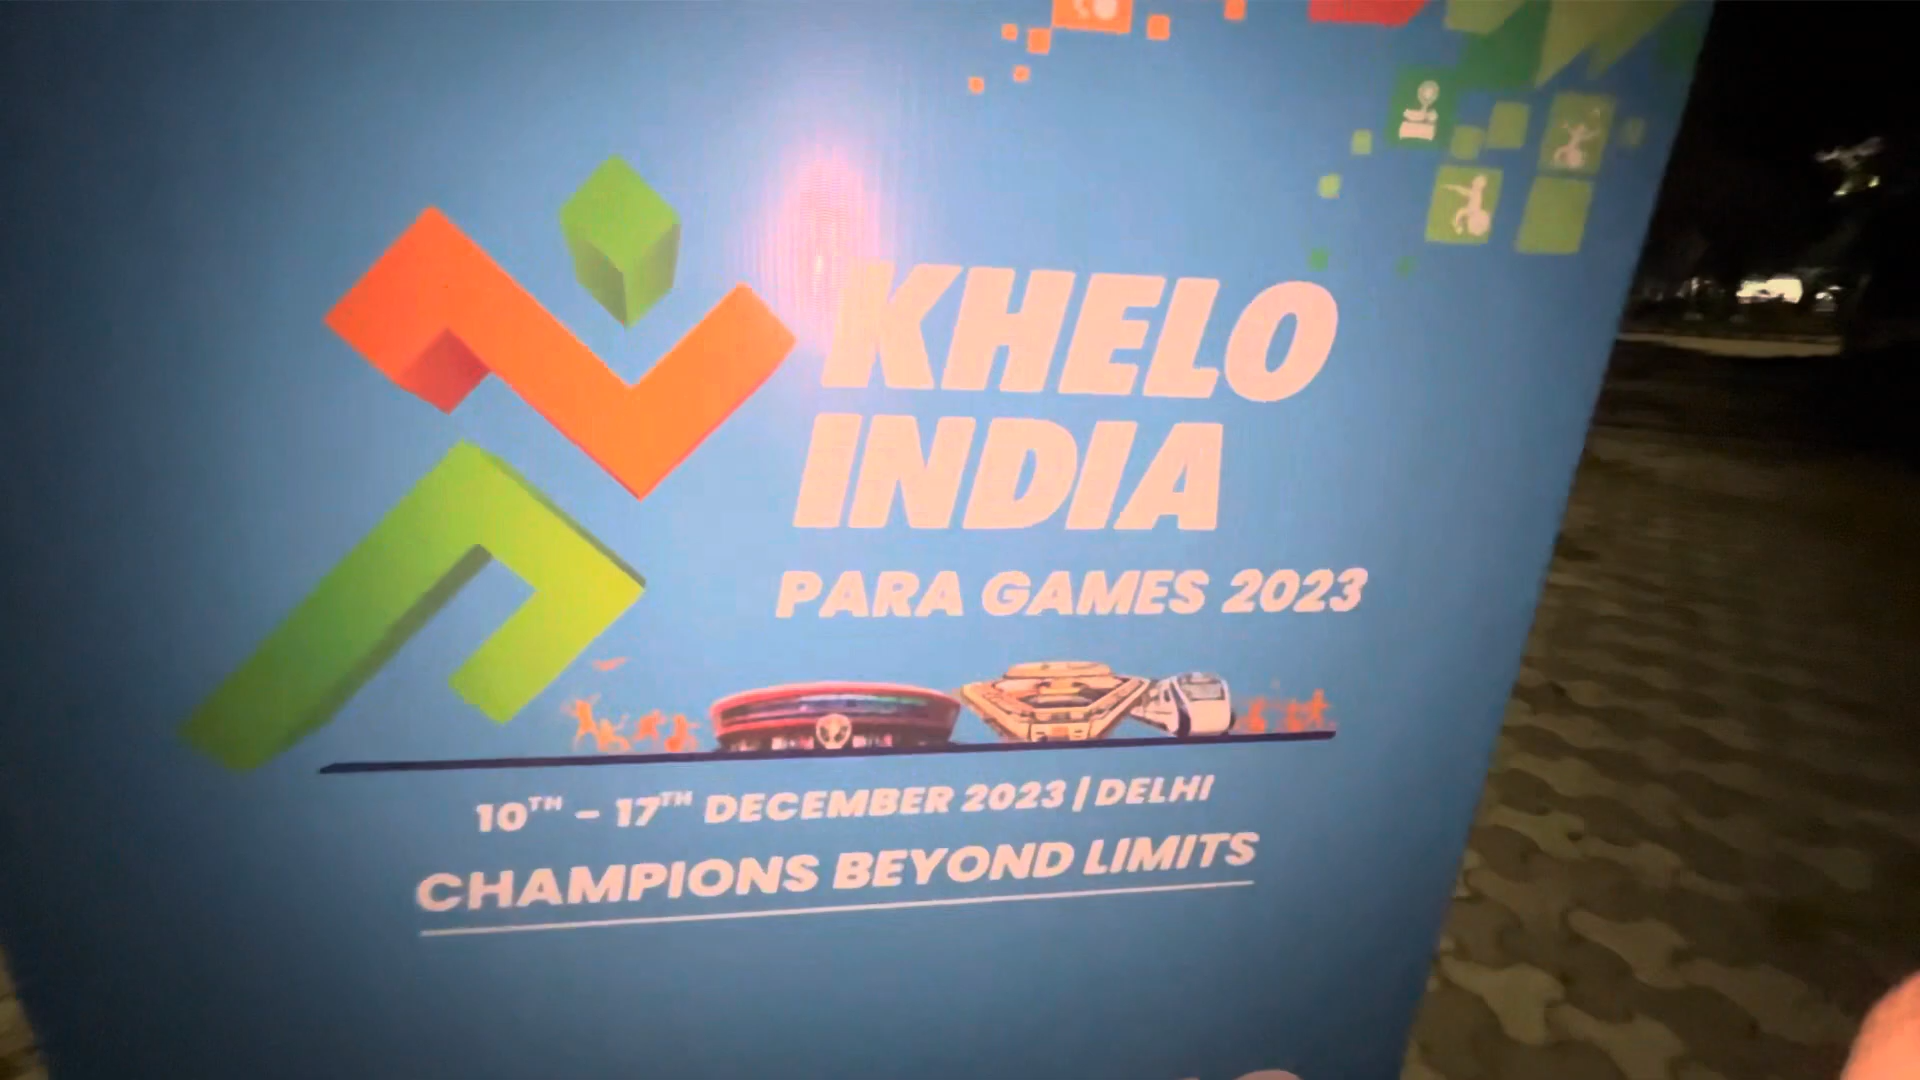 KHELO
INDIA
PARA GAMES 2023
10TH - 17TH DECEMBER 2023 | DELHI
CHAMPIONS BEYOND LIMITS